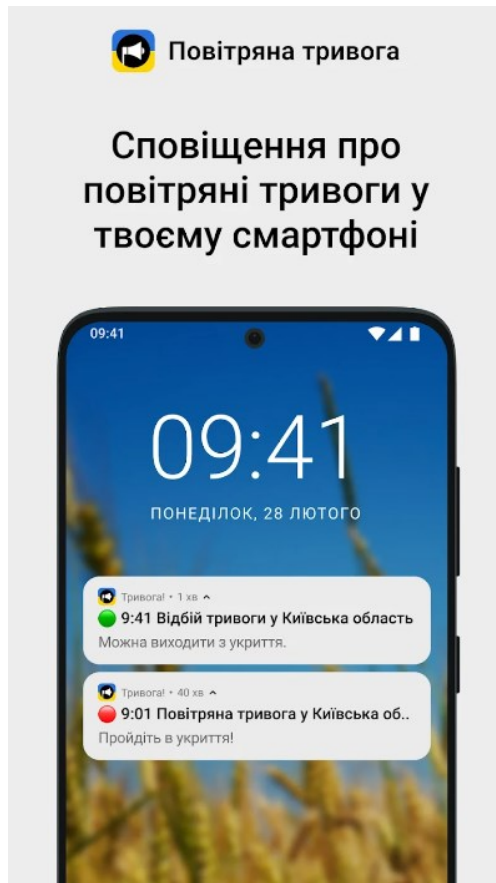 Повітряна тривога
Сповіщення про
повітряні тривоги у
твоєму смартфоні
09:41
09:41
ПОНЕДІЛОК, 28 ЛЮТОГО
Тривога! • 1 хв
9:41 Відбій тривоги у Київська область
Можна виходити з укриття.
Тривога! • 40 хв
9:01 Повітряна тривога у Київська об..
Пройдіть в укриття!